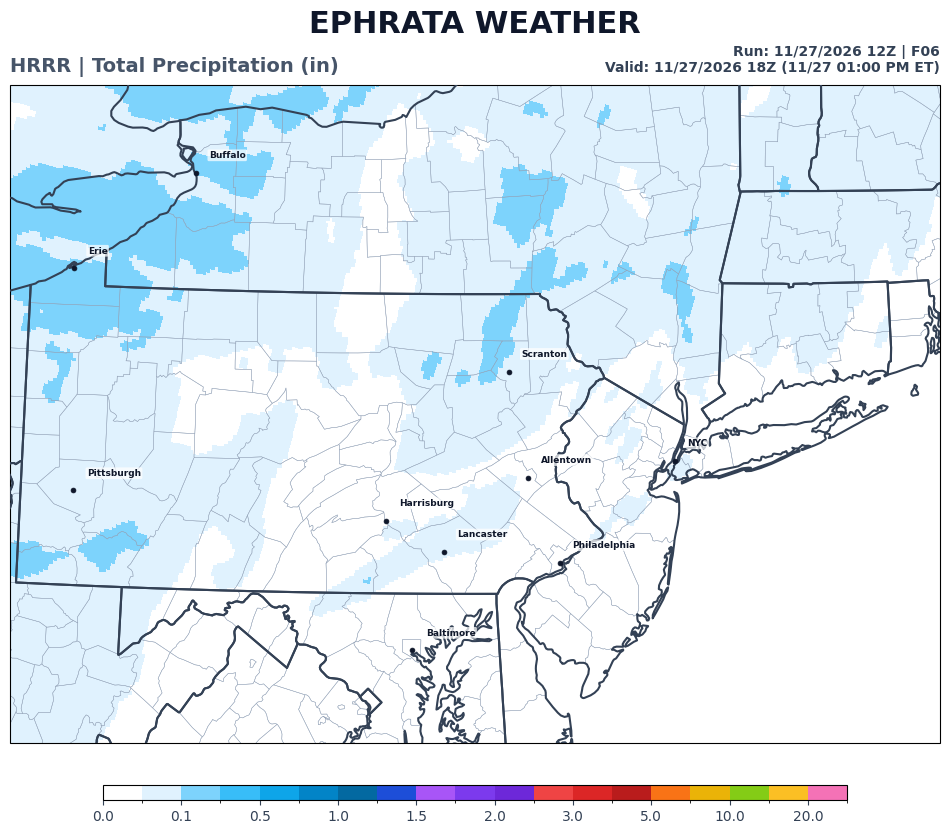 EPHRATA WEATHER
HRRR | Total Precipitation (in)
Run: 11/27/2026 12Z | F06
Valid: 11/27/2026 18Z (11/27 01:00 PM ET)
Buffalo
Erie
Scranton
NYC
Allentown
Pittsburgh
Harrisburg
Lancaster
Philadelphia
Baltimore
0.0 0.1 0.5 1.0 1.5 2.0 3.0 5.0 10.0 20.0